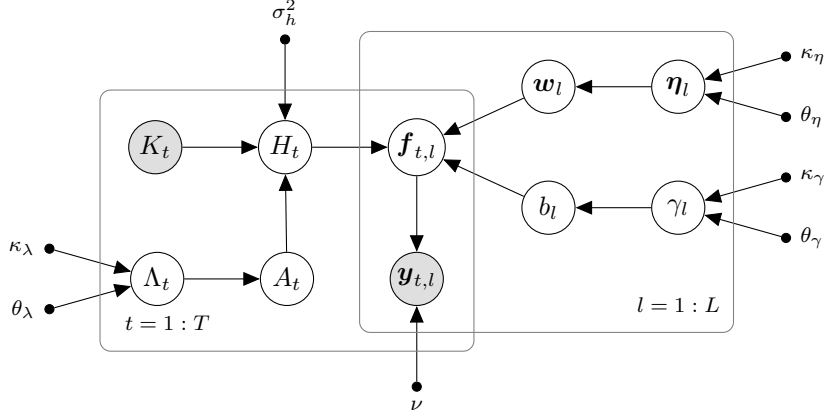 σ_h^2
κ_η
w_l
η_l
θ_η
K_t
H_t
f_{t,l}
κ_γ
b_l
γ_l
θ_γ
κ_λ
Λ_t
A_t
y_{t,l}
θ_λ
t = 1 : T
l = 1 : L
ν